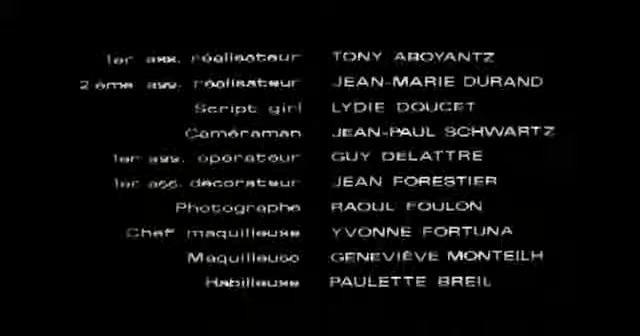 1er ass. réalisateur TONY ABOYANTZ
2ème ass. réalisateur JEAN-MARIE DURAND
Script girl LYDIE DOUCET
Caméraman JEAN-PAUL SCHWARTZ
1er ass. opérateur GUY DELATTRE
1er ass. décorateur JEAN FORESTIER
Photographe RAOUL FOULON
Chef maquilleuse YVONNE FORTUNA
Maquilleuse GENEVIÈVE MONTEILH
Habilleuse PAULETTE BREIL